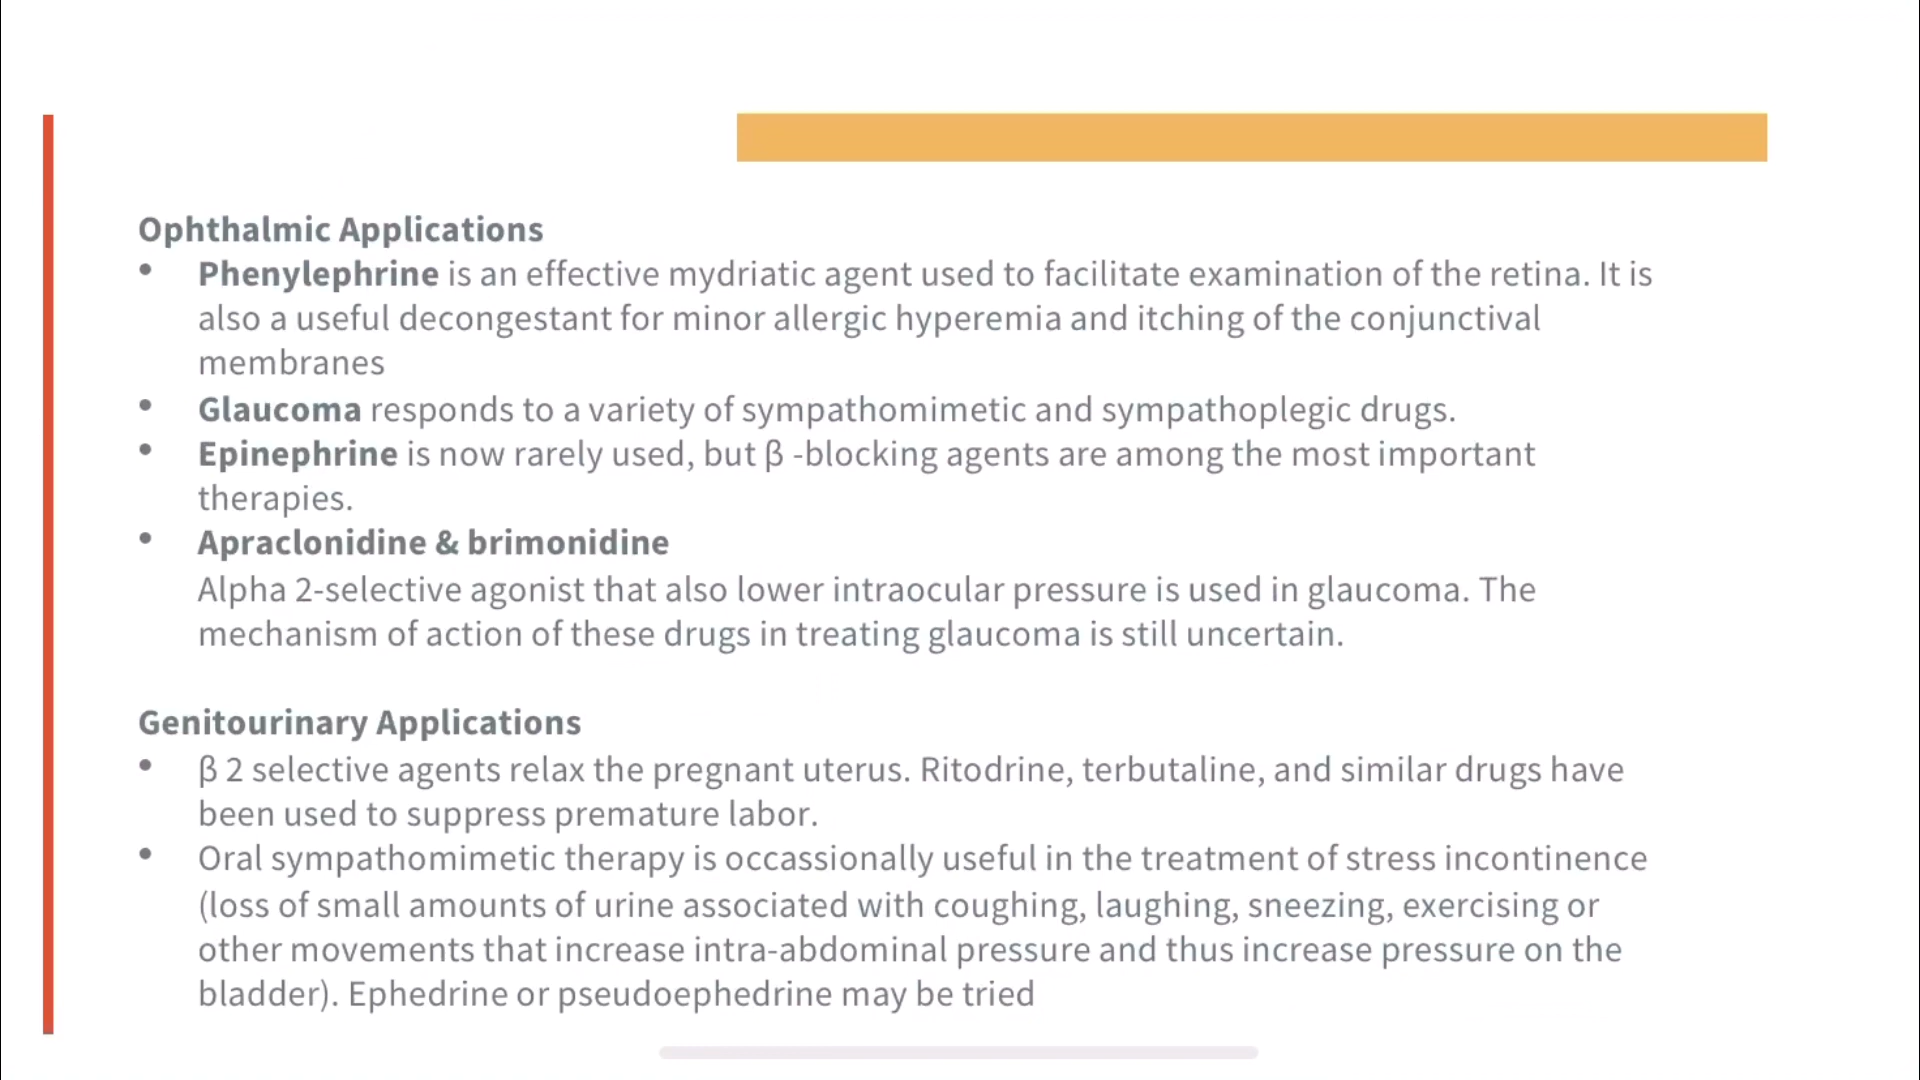 Ophthalmic Applications
• Phenylephrine is an effective mydriatic agent used to facilitate examination of the retina. It is
also a useful decongestant for minor allergic hyperemia and itching of the conjunctival
membranes
• Glaucoma responds to a variety of sympathomimetic and sympathoplegic drugs.
• Epinephrine is now rarely used, but β -blocking agents are among the most important
therapies.
• Apraclonidine & brimonidine
Alpha 2-selective agonist that also lower intraocular pressure is used in glaucoma. The
mechanism of action of these drugs in treating glaucoma is still uncertain.
Genitourinary Applications
• β 2 selective agents relax the pregnant uterus. Ritodrine, terbutaline, and similar drugs have
been used to suppress premature labor.
• Oral sympathomimetic therapy is occassionally useful in the treatment of stress incontinence
(loss of small amounts of urine associated with coughing, laughing, sneezing, exercising or
other movements that increase intra-abdominal pressure and thus increase pressure on the
bladder). Ephedrine or pseudoephedrine may be tried